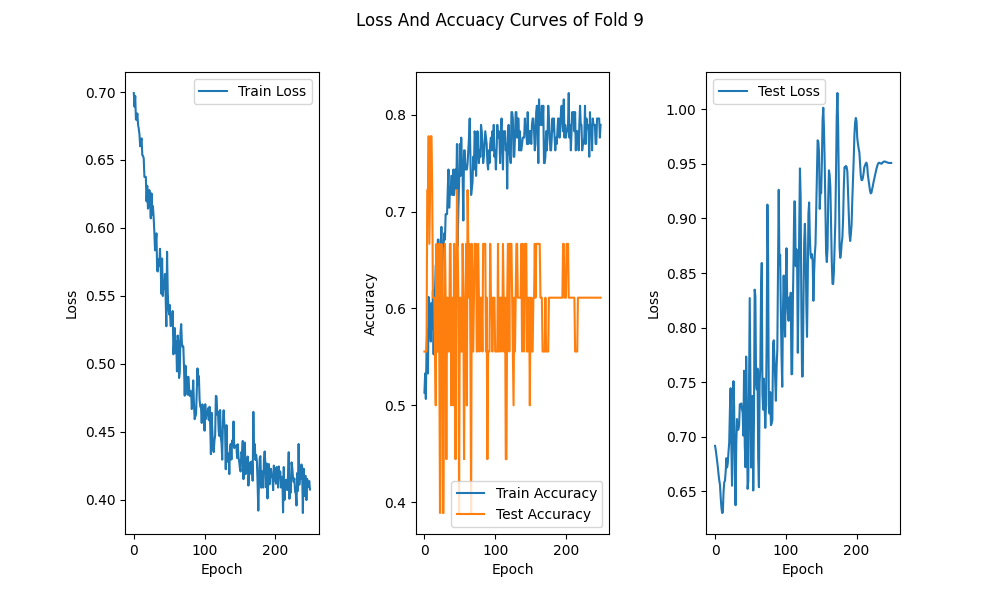 Loss And Accuacy Curves of Fold 9
0.70
0.65
0.60
0.55
0.50
0.45
0.40
Loss
0
100
200
Epoch
Train Loss
0.8
0.7
0.6
0.5
0.4
Accuracy
0
100
200
Epoch
Train Accuracy
Test Accuracy
1.00
0.95
0.90
0.85
0.80
0.75
0.70
0.65
Loss
0
100
200
Epoch
Test Loss